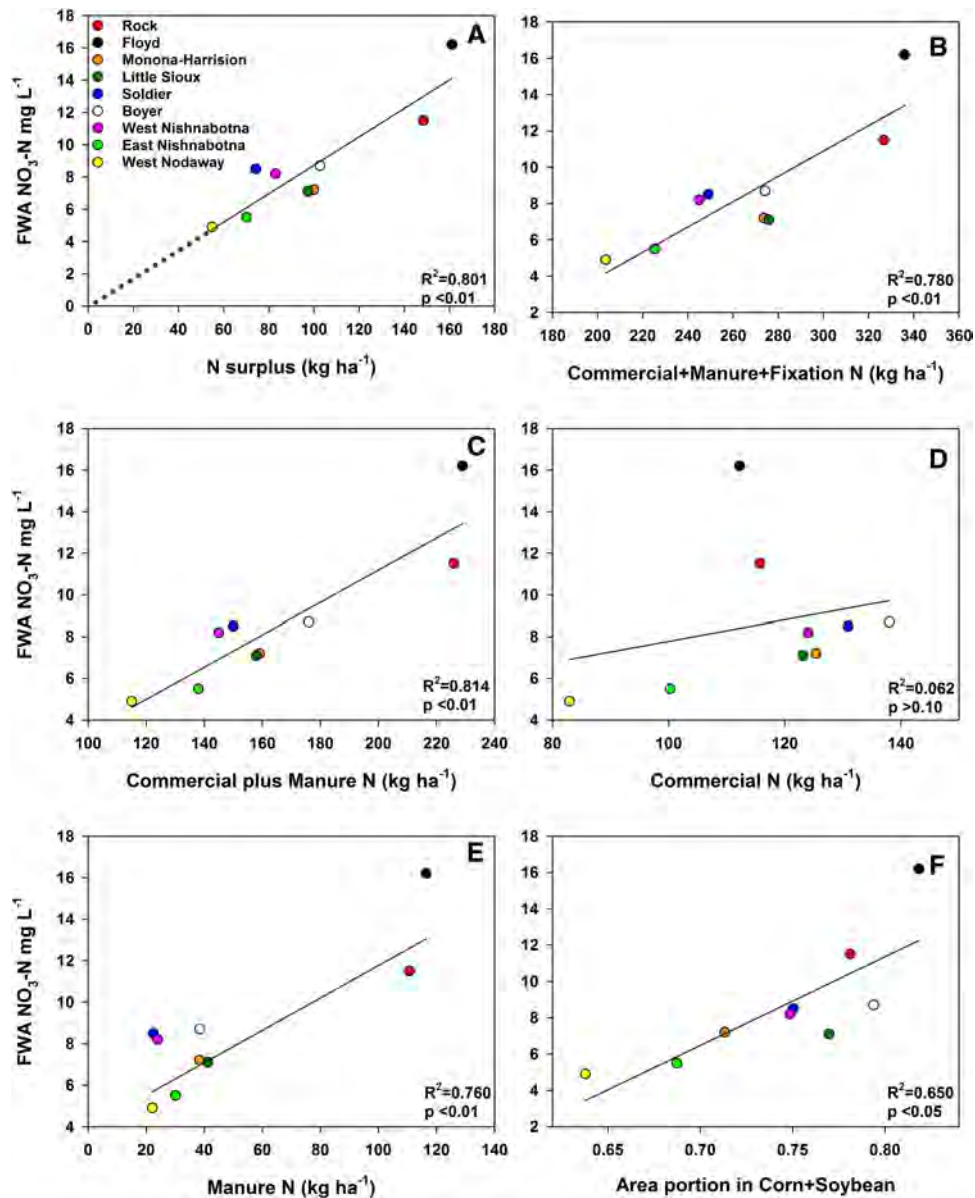 A
Rock
Floyd
Monona-Harrision
Little Sioux
Soldier
Boyer
West Nishnabotna
East Nishnabotna
West Nodaway
FWA NO3-N mg L-1
18
16
14
12
10
8
6
4
2
0
R2=0.801
p <0.01
0 20 40 60 80 100 120 140 160 180
N surplus (kg ha-1)
B
18
16
14
12
10
8
6
4
2
R2=0.780
p <0.01
180 200 220 240 260 280 300 320 340 360
Commercial+Manure+Fixation N (kg ha-1)
C
FWA NO3-N mg L-1
18
16
14
12
10
8
6
4
R2=0.814
p <0.01
100 120 140 160 180 200 220 240
Commercial plus Manure N (kg ha-1)
D
18
16
14
12
10
8
6
4
R2=0.062
p >0.10
80 100 120 140
Commercial N (kg ha-1)
E
FWA NO3-N mg L-1
18
16
14
12
10
8
6
4
R2=0.760
p <0.01
0 20 40 60 80 100 120 140
Manure N (kg ha-1)
F
18
16
14
12
10
8
6
4
2
R2=0.650
p <0.05
0.65 0.70 0.75 0.80
Area portion in Corn+Soybean